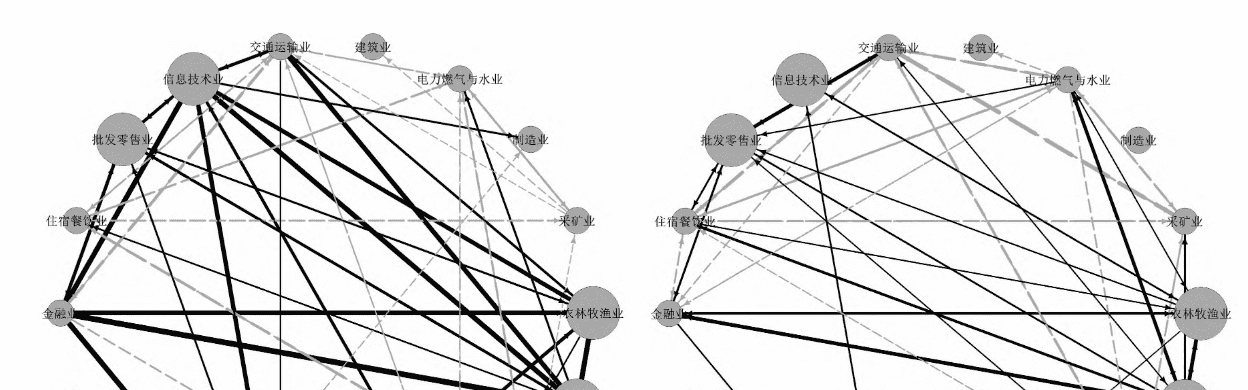 交通运输业
建筑业
信息技术业
电力燃气与水业
批发零售业
制造业
住宿餐饮业
采矿业
金融业
农林牧渔业
交通运输业
建筑业
信息技术业
电力燃气与水业
批发零售业
制造业
住宿餐饮业
采矿业
金融业
农林牧渔业